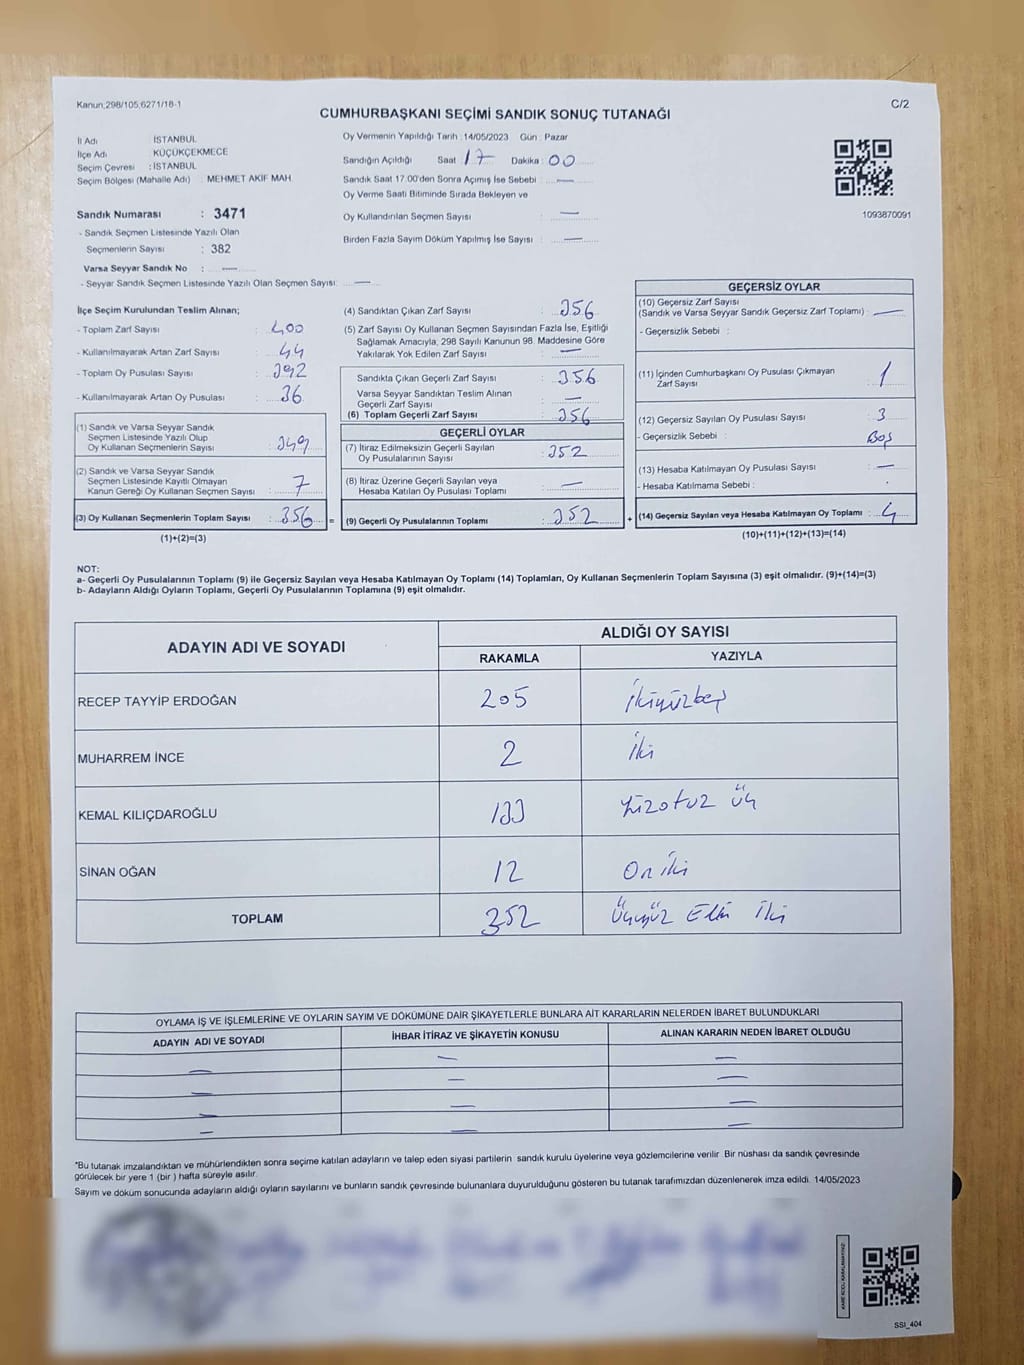 Kanun;298/105;6271/18-1
C/2
CUMHURBAŞKANI SEÇİMİ SANDIK SONUÇ TUTANAĞI
İl Adı : İSTANBUL
İlçe Adı : KÜÇÜKÇEKMECE
Seçim Çevresi : İSTANBUL
Seçim Bölgesi (Mahalle Adı) : MEHMET AKİF MAH.
Sandık Numarası : 3471
- Sandık Seçmen Listesinde Yazılı Olan
Seçmenlerin Sayısı : 382
Varsa Seyyar Sandık No : —
- Seyyar Sandık Seçmen Listesinde Yazılı Olan Seçmen Sayısı: —
Oy Vermenin Yapıldığı Tarih :14/05/2023 Gün : Pazar
Sandığın Açıldığı Saat 17 Dakika : 00
Sandık Saat 17.00'den Sonra Açımış İse Sebebi : —
Oy Verme Saati Bitiminde Sırada Bekleyen ve
Oy Kullandırılan Seçmen Sayısı : —
Birden Fazla Sayım Döküm Yapılmış İse Sayısı : —
1093870091
İlçe Seçim Kurulundan Teslim Alınan;
- Toplam Zarf Sayısı : 400
- Kullanılmayarak Artan Zarf Sayısı : 44
- Toplam Oy Pusulası Sayısı : 392
- Kullanılmayarak Artan Oy Pusulası : 36
(1) Sandık ve Varsa Seyyar Sandık
Seçmen Listesinde Yazılı Olup
Oy Kullanan Seçmenlerin Sayısı : 349
(2) Sandık ve Varsa Seyyar Sandık
Seçmen Listesinde Kayıtlı Olmayan
Kanun Gereği Oy Kullanan Seçmen Sayısı : 7
(3) Oy Kullanan Seçmenlerin Toplam Sayısı : 356 =
(1)+(2)=(3)
(4) Sandıktan Çıkan Zarf Sayısı : 356
(5) Zarf Sayısı Oy Kullanan Seçmen Sayısından Fazla İse, Eşitliği
Sağlamak Amacıyla, 298 Sayılı Kanunun 98. Maddesine Göre
Yakılarak Yok Edilen Zarf Sayısı : —
Sandıkta Çıkan Geçerli Zarf Sayısı : 356
Varsa Seyyar Sandıktan Teslim Alınan
Geçerli Zarf Sayısı : —
(6) Toplam Geçerli Zarf Sayısı : 356
GEÇERLİ OYLAR
(7) İtiraz Edilmeksizin Geçerli Sayılan
Oy Pusulalarının Sayısı : 352
(8) İtiraz Üzerine Geçerli Sayılan veya
Hesaba Katılan Oy Pusulası Toplamı : —
(9) Geçerli Oy Pusulalarının Toplamı : 352 +
GEÇERSİZ OYLAR
(10) Geçersiz Zarf Sayısı
(Sandık ve Varsa Seyyar Sandık Geçersiz Zarf Toplamı) : —
- Geçersizlik Sebebi :
(11) İçinden Cumhurbaşkanı Oy Pusulası Çıkmayan
Zarf Sayısı : 1
(12) Geçersiz Sayılan Oy Pusulası Sayısı : 3
- Geçersizlik Sebebi : Boş
(13) Hesaba Katılmayan Oy Pusulası Sayısı : —
- Hesaba Katılmama Sebebi :
(14) Geçersiz Sayılan veya Hesaba Katılmayan Oy Toplamı : 4
(10)+(11)+(12)+(13)=(14)
NOT:
a- Geçerli Oy Pusulalarının Toplamı (9) ile Geçersiz Sayılan veya Hesaba Katılmayan Oy Toplamı (14) Toplamları, Oy Kullanan Seçmenlerin Toplam Sayısına (3) eşit olmalıdır. (9)+(14)=(3)
b- Adayların Aldığı Oyların Toplamı, Geçerli Oy Pusulalarının Toplamına (9) eşit olmalıdır.
ADAYIN ADI VE SOYADI ALDIĞI OY SAYISI
RAKAMLA YAZIYLA
RECEP TAYYİP ERDOĞAN 205 İkiyüzbeş
MUHARREM İNCE 2 İki
KEMAL KILIÇDAROĞLU 133 Yüzotuz Üç
SİNAN OĞAN 12 On iki
TOPLAM 352 Üçyüz Elli İki
OYLAMA İŞ VE İŞLEMLERİNE VE OYLARIN SAYIM VE DÖKÜMÜNE DAİR ŞİKAYETLERLE BUNLARA AİT KARARLARIN NELERDEN İBARET BULUNDUKLARI
ADAYIN ADI VE SOYADI İHBAR İTİRAZ VE ŞİKAYETİN KONUSU ALINAN KARARIN NEDEN İBARET OLDUĞU
— — —
— — —
— — —
— — —
*Bu tutanak imzalandıktan ve mühürlendikten sonra seçime katılan adayların ve talep eden siyasi partilerin sandık kurulu üyelerine veya gözlemcilerine verilir. Bir nüshası da sandık çevresinde
görülecek bir yere 1 (bir ) hafta süreyle asılır.
Sayım ve döküm sonucunda adayların aldığı oyların sayılarını ve bunların sandık çevresinde bulunanlara duyurulduğunu gösteren bu tutanak tarafımızdan düzenlenerek imza edildi. 14/05/2023
KARE KODU KARALAMAYINIZ!
SSI_404